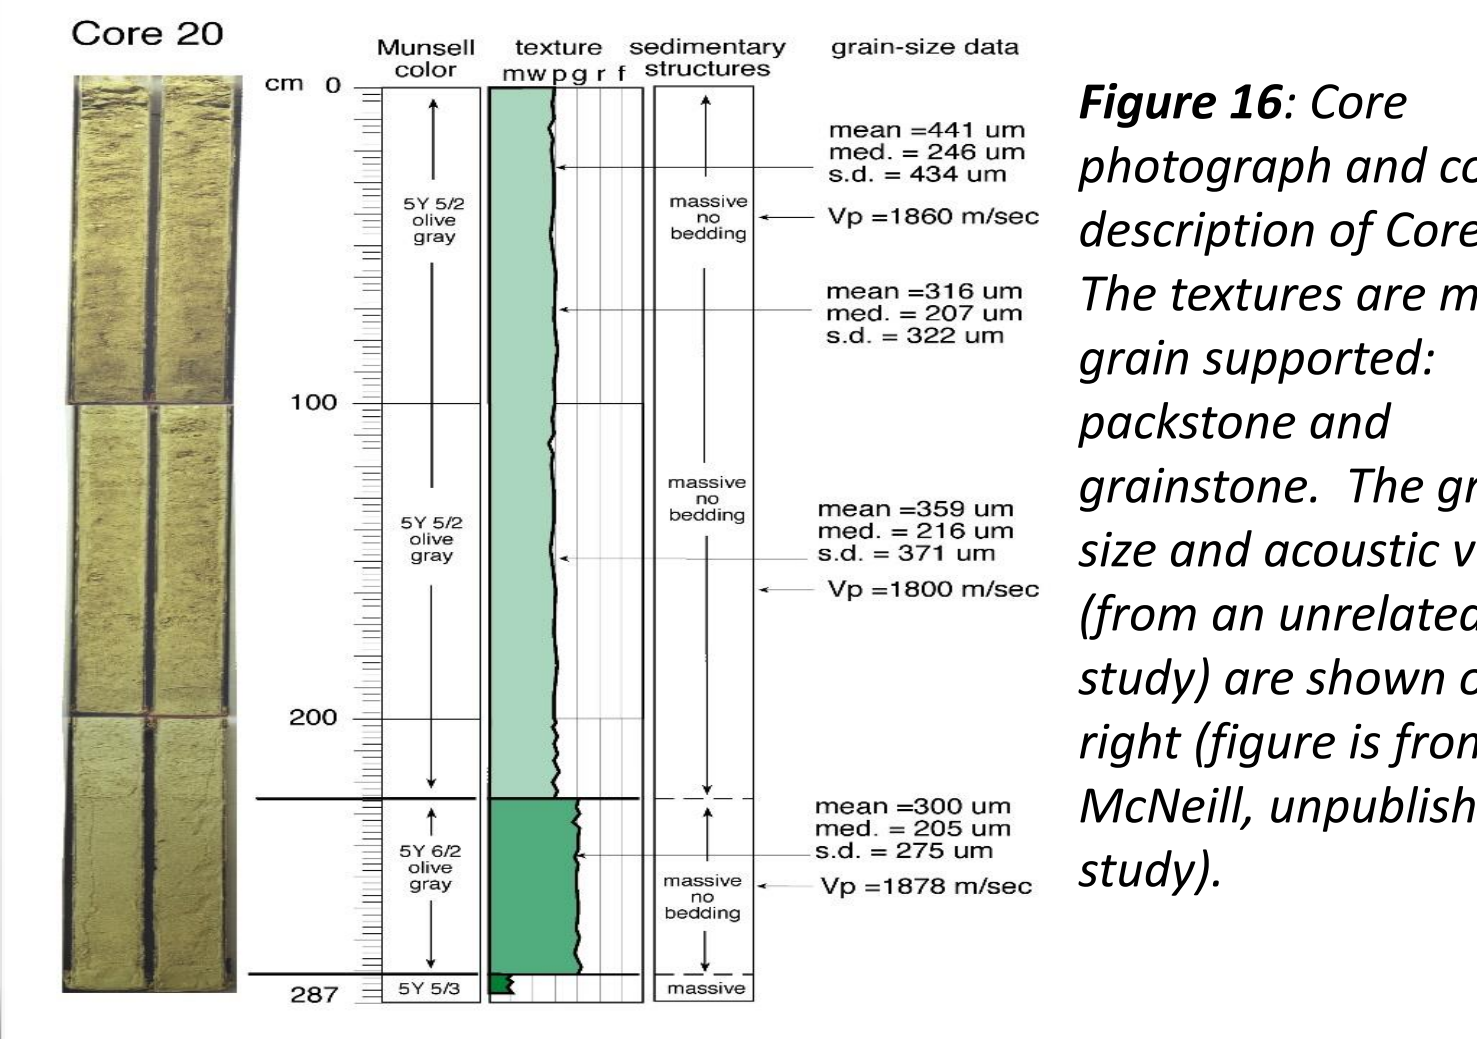 Core 20
Munsell
color
texture
m w p g r f
sedimentary
structures
grain-size data
cm 0
100
200
287
5Y 5/2
olive
gray
5Y 5/2
olive
gray
5Y 6/2
olive
gray
5Y 5/3
massive
no
bedding
massive
no
bedding
massive
no
bedding
massive
mean =441 um
med. = 246 um
s.d. = 434 um
Vp =1860 m/sec
mean =316 um
med. = 207 um
s.d. = 322 um
mean =359 um
med. = 216 um
s.d. = 371 um
Vp =1800 m/sec
mean =300 um
med. = 205 um
s.d. = 275 um
Vp =1878 m/sec
Figure 16: Core
photograph and
description of Core
The textures are
grain supported:
packstone and
grainstone. The
size and acoustic
(from an unrelated
study) are shown
right (figure is
McNeill,
study).